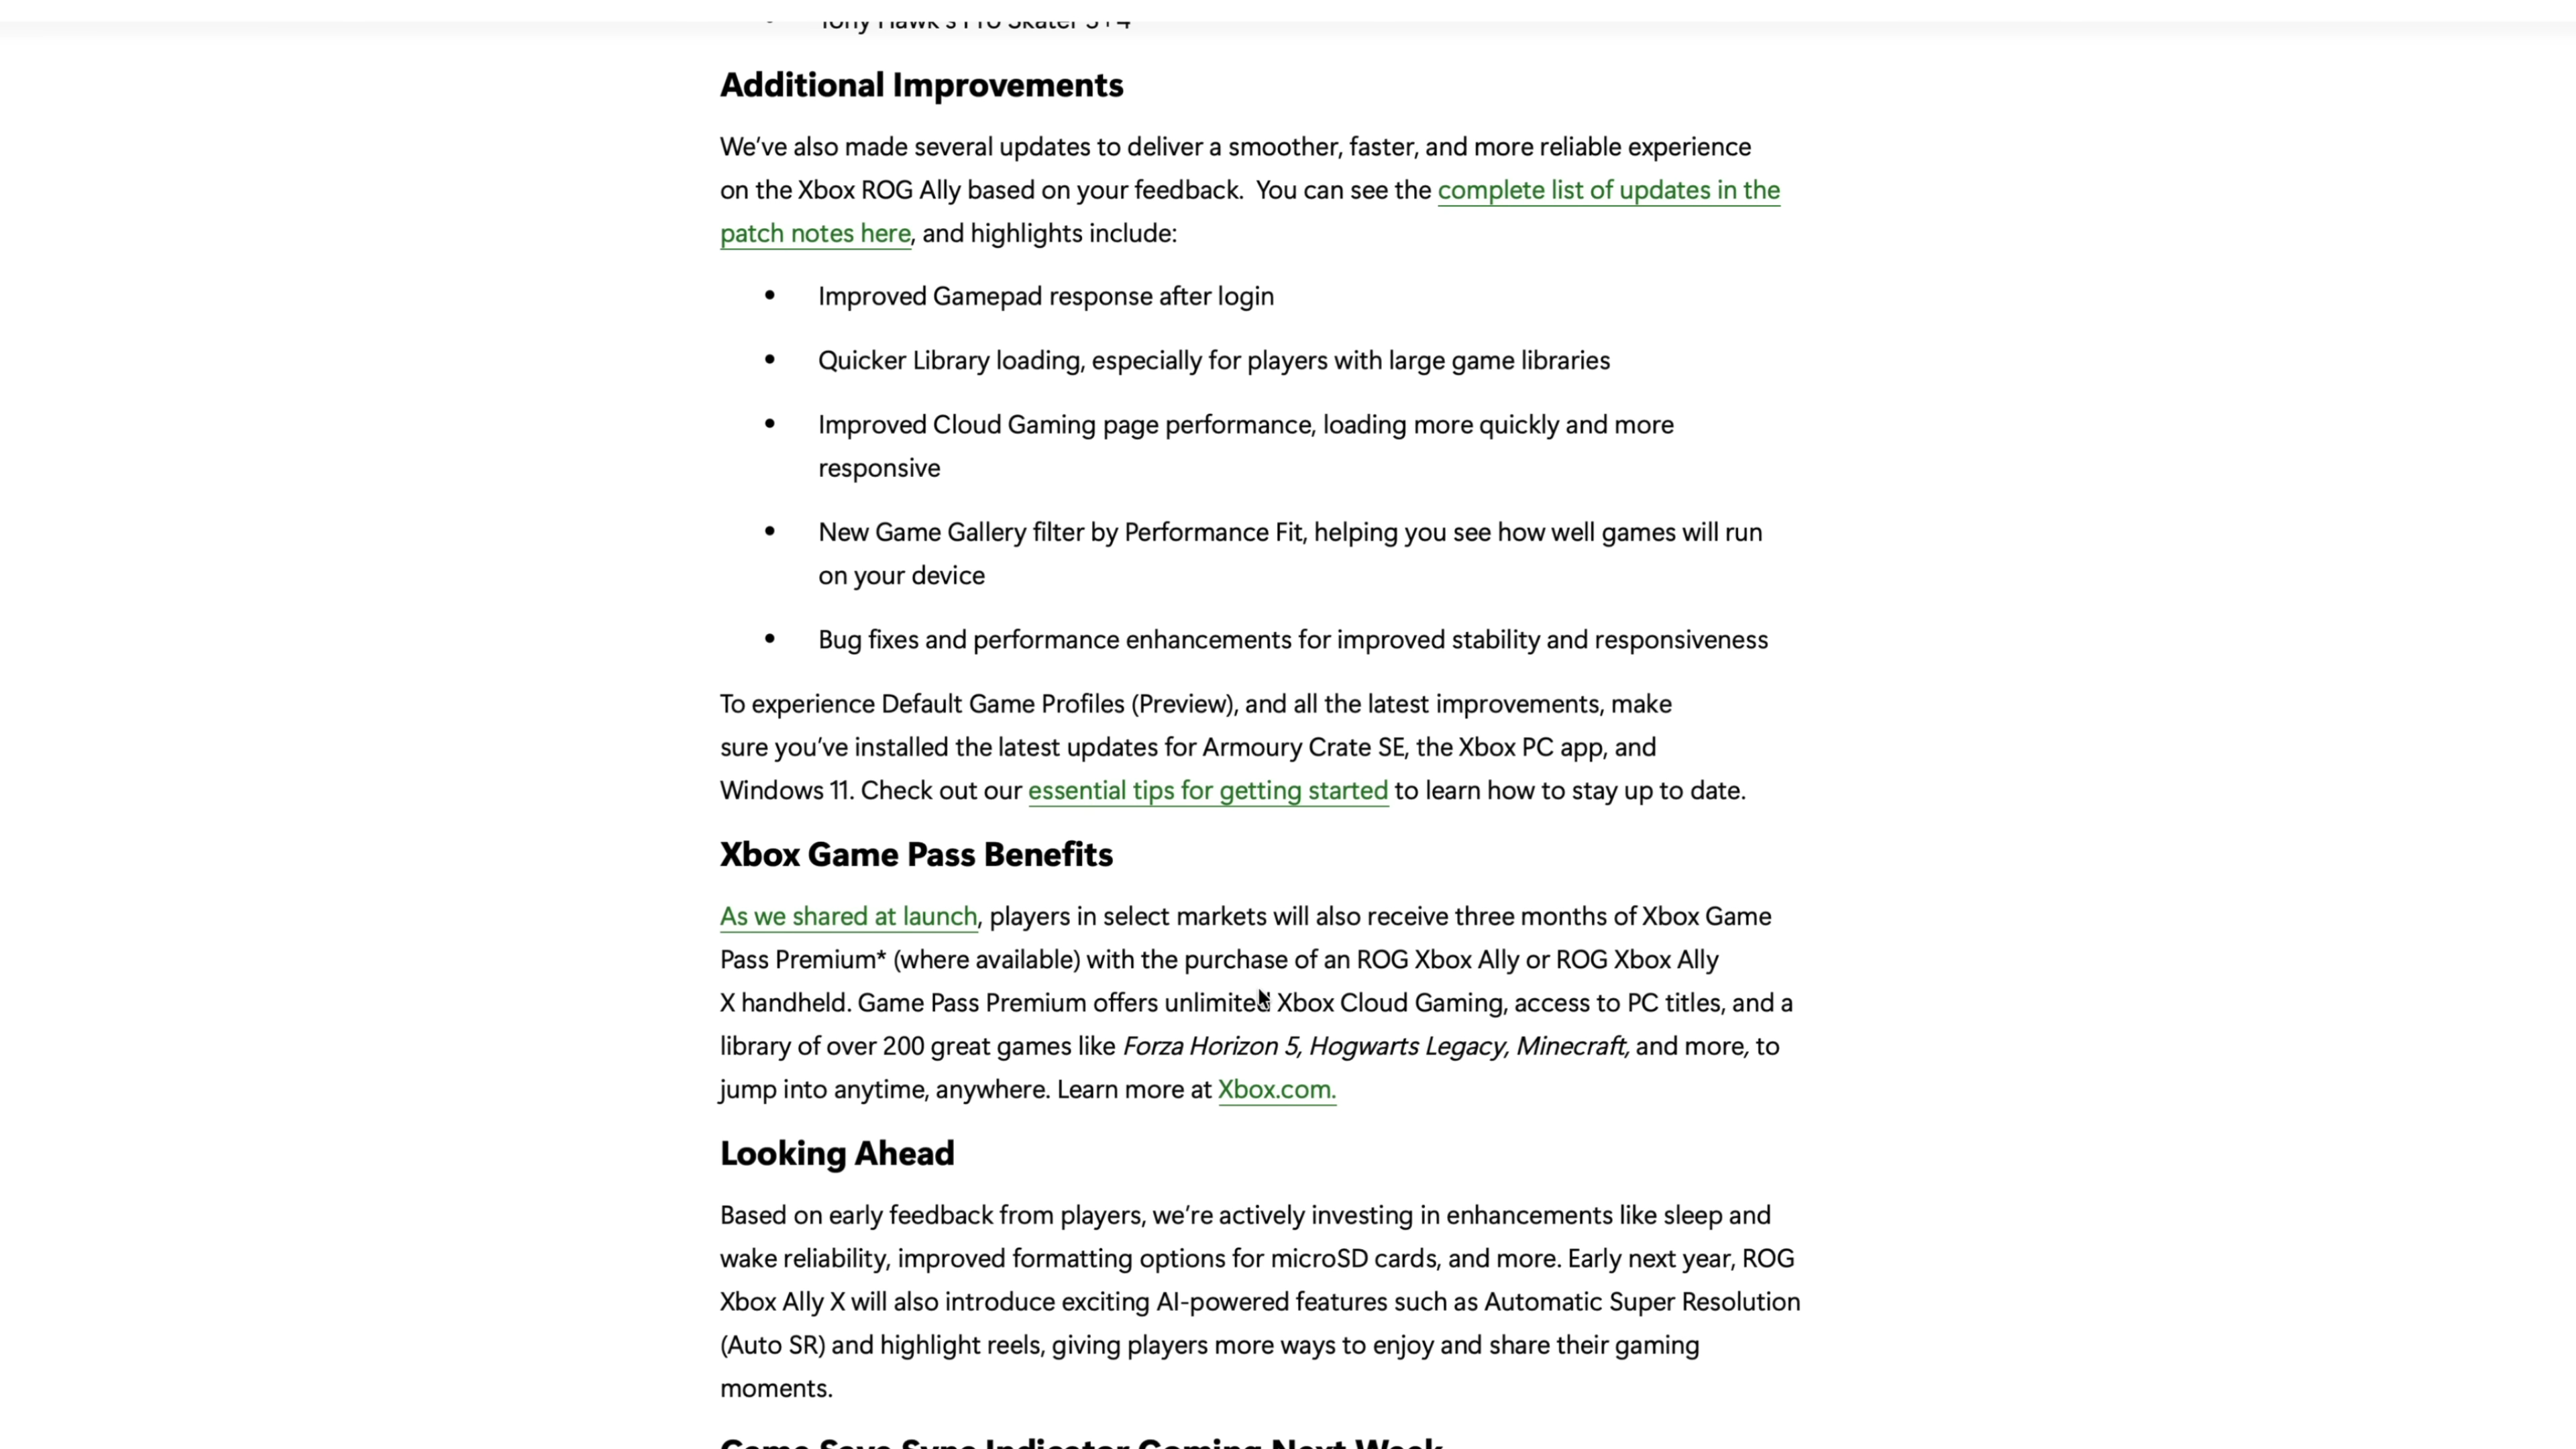 Tony Hawk's Pro Skater 3+4
Additional Improvements
We've also made several updates to deliver a smoother, faster, and more reliable experience
on the Xbox ROG Ally based on your feedback.  You can see the complete list of updates in the
patch notes here, and highlights include:
• Improved Gamepad response after login
• Quicker Library loading, especially for players with large game libraries
• Improved Cloud Gaming page performance, loading more quickly and more
responsive
• New Game Gallery filter by Performance Fit, helping you see how well games will run
on your device
• Bug fixes and performance enhancements for improved stability and responsiveness
To experience Default Game Profiles (Preview), and all the latest improvements, make
sure you've installed the latest updates for Armoury Crate SE, the Xbox PC app, and
Windows 11. Check out our essential tips for getting started to learn how to stay up to date.
Xbox Game Pass Benefits
As we shared at launch, players in select markets will also receive three months of Xbox Game
Pass Premium* (where available) with the purchase of an ROG Xbox Ally or ROG Xbox Ally
X handheld. Game Pass Premium offers unlimited Xbox Cloud Gaming, access to PC titles, and a
library of over 200 great games like Forza Horizon 5, Hogwarts Legacy, Minecraft, and more, to
jump into anytime, anywhere. Learn more at Xbox.com.
Looking Ahead
Based on early feedback from players, we're actively investing in enhancements like sleep and
wake reliability, improved formatting options for microSD cards, and more. Early next year, ROG
Xbox Ally X will also introduce exciting AI-powered features such as Automatic Super Resolution
(Auto SR) and highlight reels, giving players more ways to enjoy and share their gaming
moments.
Game Save Sync Indicator Coming Next Week